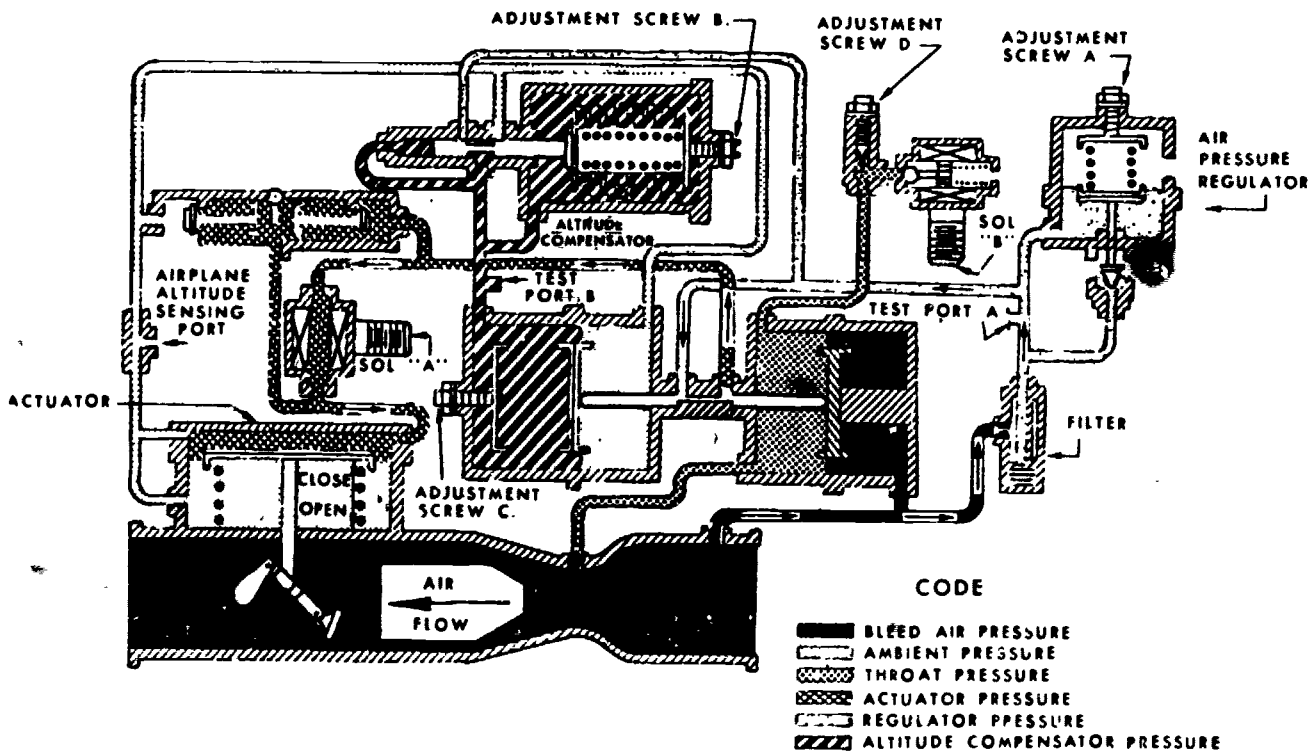 ADJUSTMENT SCREW B.
ADJUSTMENT
SCREW D
ADJUSTMENT
SCREW A
AIR
PRESSURE
REGULATOR
ALTITUDE
COMPENSATOR
SOL
"B"
AIRPLANE
ALTITUDE
SENSING
PORT
TEST
PORT B
TEST PORT A
SOL "A"
ACTUATOR
FILTER
CLOSE
OPEN
ADJUSTMENT
SCREW C.
AIR
FLOW
CODE
BLEED AIR PRESSURE
AMBIENT PRESSURE
THROAT PRESSURE
ACTUATOR PRESSURE
REGULATOR PRESSURE
ALTITUDE COMPENSATOR PRESSURE